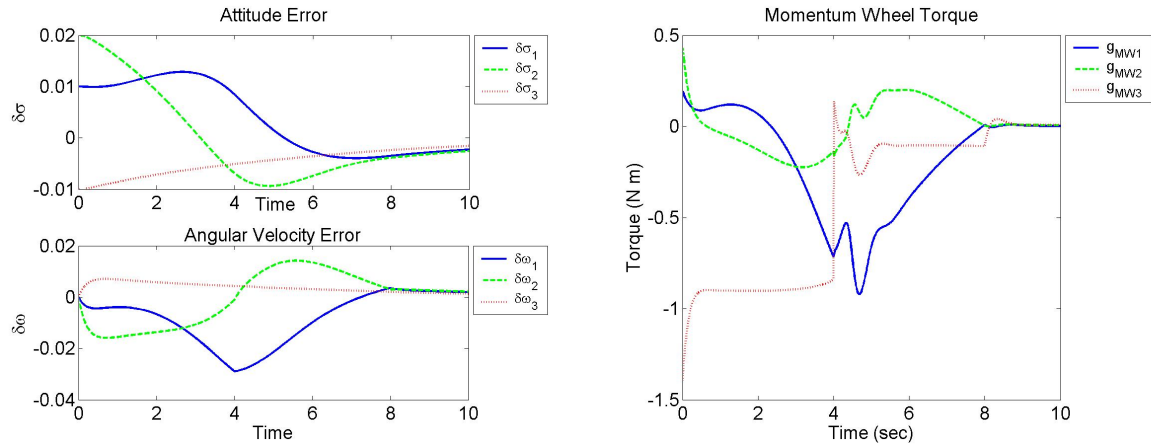 Attitude Error
0.02
0.01
0
-0.01
δσ
0 2 4 6 8 10
Time
δσ1
δσ2
δσ3
Angular Velocity Error
0.02
0
-0.02
-0.04
δω
0 2 4 6 8 10
Time
δω1
δω2
δω3
Momentum Wheel Torque
0.5
0
-0.5
-1
-1.5
Torque (N m)
0 2 4 6 8 10
Time (sec)
gMW1
gMW2
gMW3